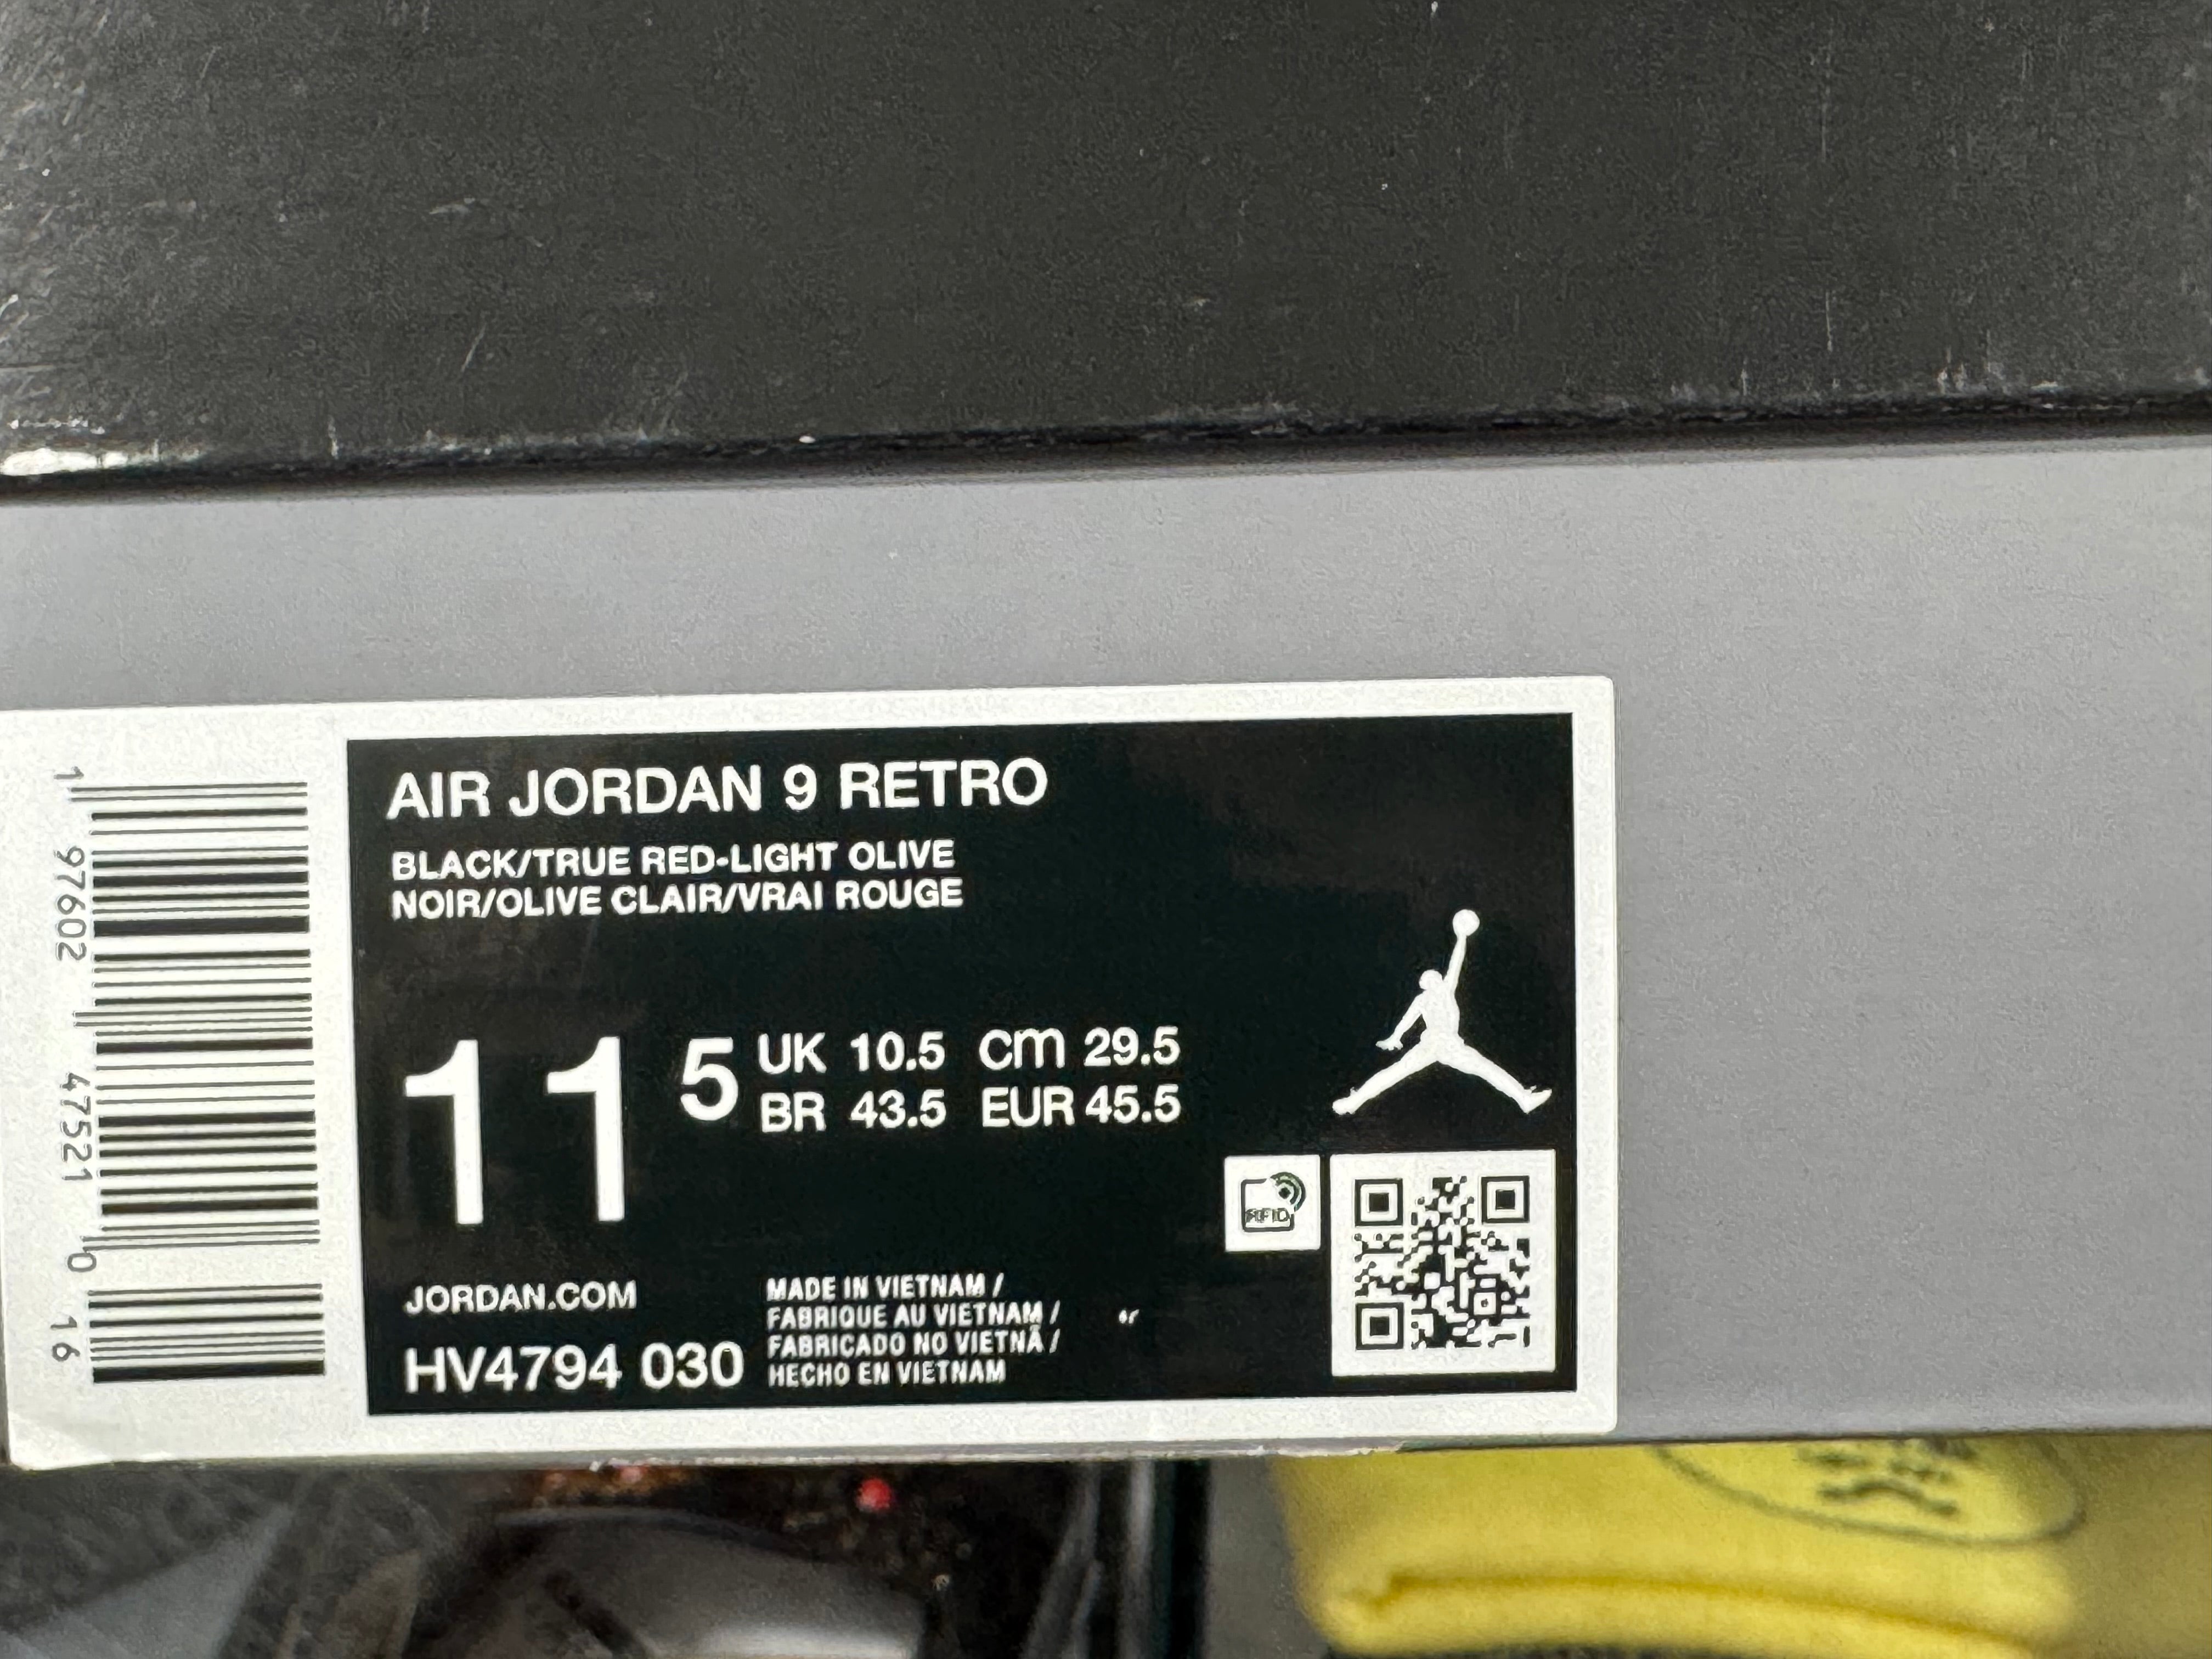 AIR JORDAN 9 RETRO
BLACK/TRUE RED-LIGHT OLIVE
NOIR/OLIVE CLAIR/VRAI ROUGE
11 5
UK 10.5 cm 29.5
BR 43.5 EUR 45.5
RFID
JORDAN.COM
HV4794 030
MADE IN VIETNAM /
FABRIQUE AU VIETNAM /
FABRICADO NO VIETNÃ /
HECHO EN VIETNAM
1 97602 47521 0 16